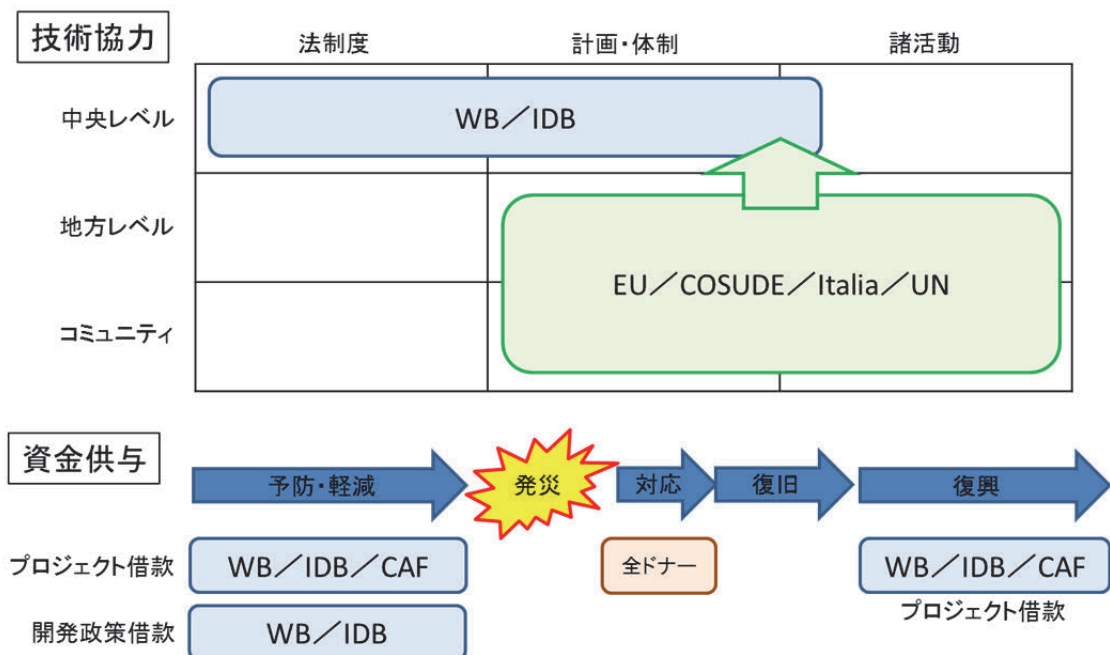 技術協力
法制度 計画・体制 諸活動
中央レベル
WB／IDB
地方レベル
EU／COSUDE／Italia／UN
コミュニティ
資金供与
予防・軽減 発災 対応 復旧 復興
プロジェクト借款 WB／IDB／CAF 全ドナー WB／IDB／CAF
プロジェクト借款
開発政策借款 WB／IDB